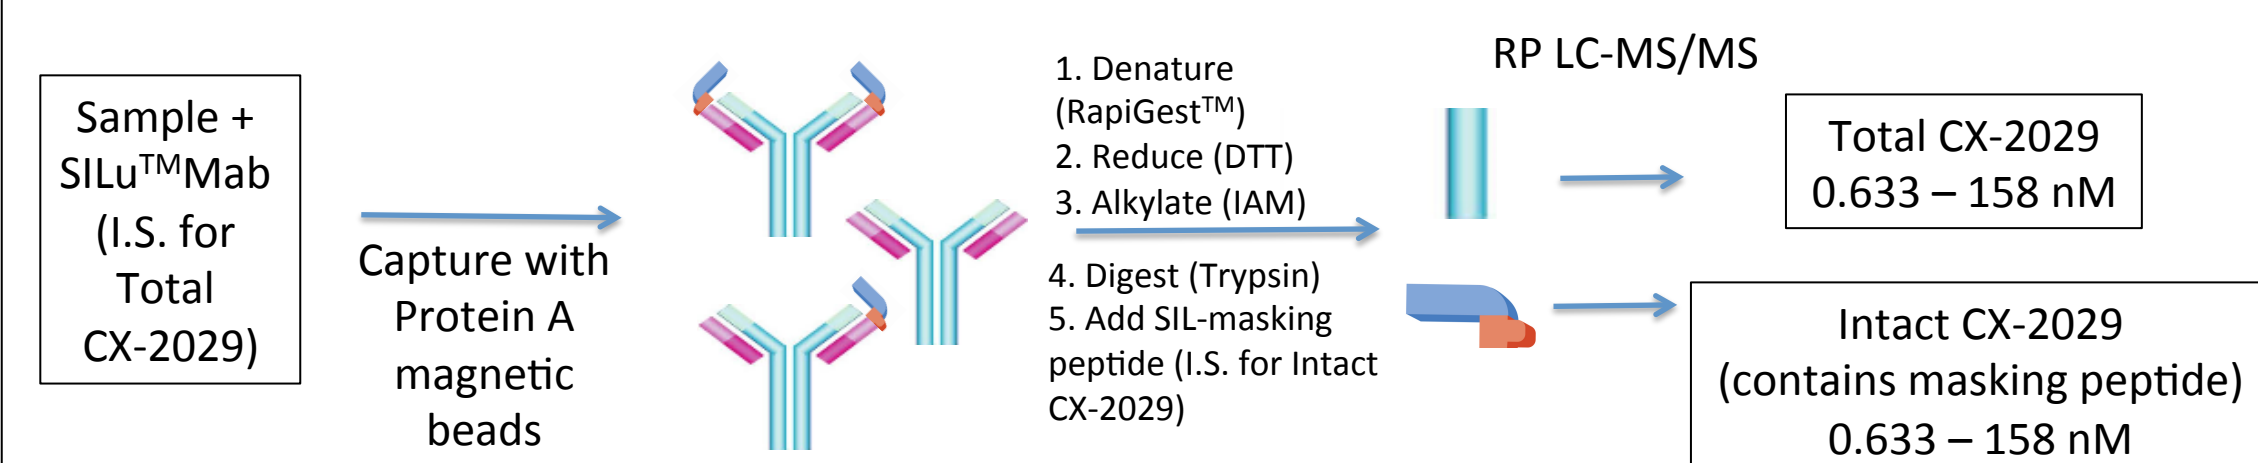 Sample +
SILu™Mab
(I.S. for
Total
CX-2029)
Capture with
Protein A
magnetic
beads
1. Denature
(RapiGest™)
2. Reduce (DTT)
3. Alkylate (IAM)
4. Digest (Trypsin)
5. Add SIL-masking
peptide (I.S. for Intact
CX-2029)
RP LC-MS/MS
Total CX-2029
0.633 – 158 nM
Intact CX-2029
(contains masking peptide)
0.633 – 158 nM